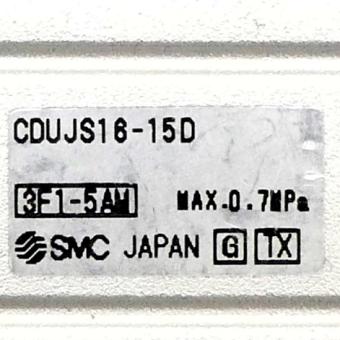 CDUJS16-15D
3F1-5AM MAX.0.7MPa
SMC JAPAN G TX